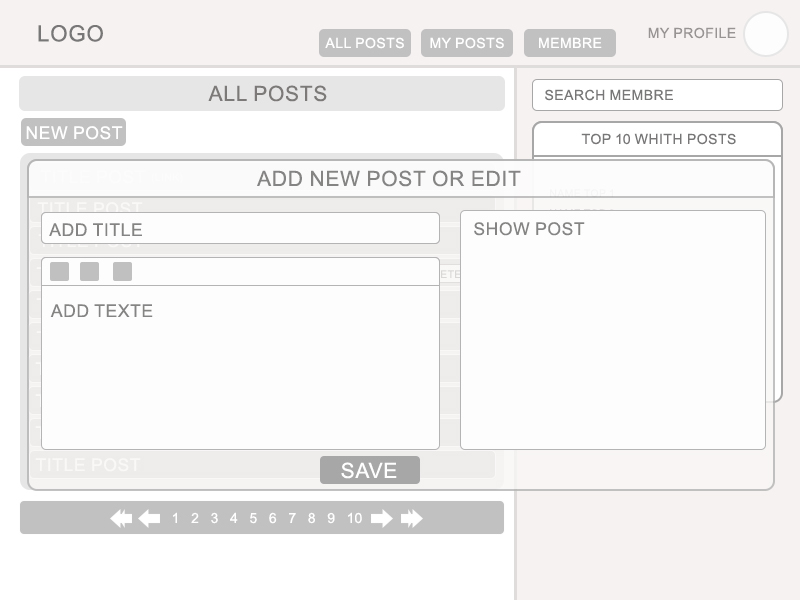 LOGO
ALL POSTS
MY POSTS
MEMBRE
MY PROFILE
ALL POSTS
SEARCH MEMBRE
NEW POST
TOP 10 WHITH POSTS
ADD NEW POST OR EDIT
TITLE POST
ADD TITLE
SHOW POST
TITLE POST
ADD TEXTE
TITLE POST
SAVE
1 2 3 4 5 6 7 8 9 10